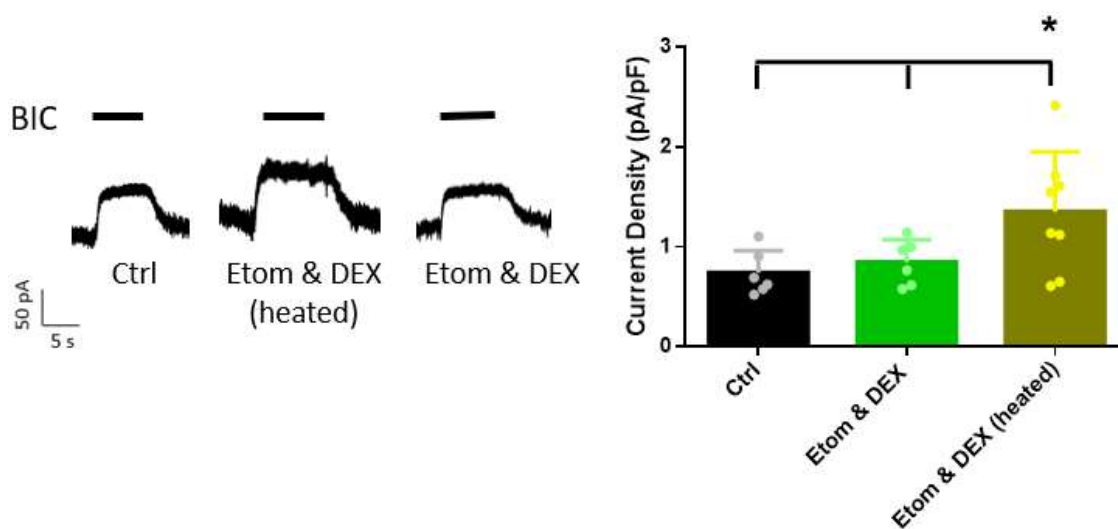 BIC
Ctrl
Etom & DEX
(heated)
Etom & DEX
50 pA
5 s
*
Current Density (pA/pF)
3
2
1
0
Ctrl
Etom & DEX
Etom & DEX (heated)